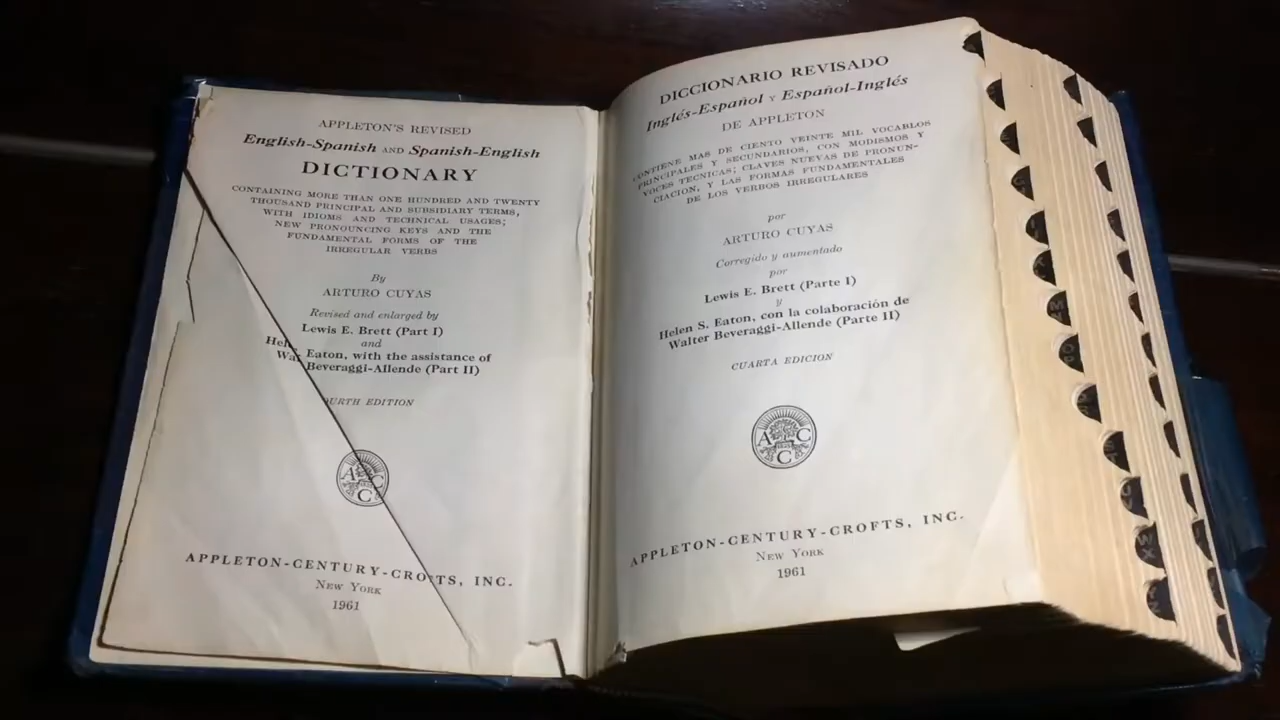 APPLETON'S REVISED
English-Spanish AND Spanish-English
DICTIONARY
CONTAINING MORE THAN ONE HUNDRED AND TWENTY
THOUSAND PRINCIPAL AND SUBSIDIARY TERMS,
WITH IDIOMS AND TECHNICAL USAGES;
NEW PRONOUNCING KEYS AND THE
FUNDAMENTAL FORMS OF THE
IRREGULAR VERBS
By
ARTURO CUYAS
Revised and enlarged by
Lewis E. Brett (Part I)
and
Eaton, with the assistance of
Beveraggi-Allende (Part II)
EDITION
A C C
APPLETON-CENTURY-CROFTS, INC.
NEW YORK
1961
DICCIONARIO REVISADO
Inglés-Español Y Español-Inglés
DE APPLETON
CONTIENE MAS DE CIENTO VEINTE MIL VOCABLOS
PRINCIPALES Y SECUNDARIOS, CON MODISMOS Y
VOCES TECNICAS; CLAVES NUEVAS DE PRONUN-
CIACION, Y LAS FORMAS FUNDAMENTALES
DE LOS VERBOS IRREGULARES
por
ARTURO CUYAS
Corregido y aumentado
por
Lewis E. Brett (Parte I)
y
Helen S. Eaton, con la colaboración de
Walter Beveraggi-Allende (Parte II)
CUARTA EDICION
A C C
APPLETON-CENTURY-CROFTS, INC.
NEW YORK
1961